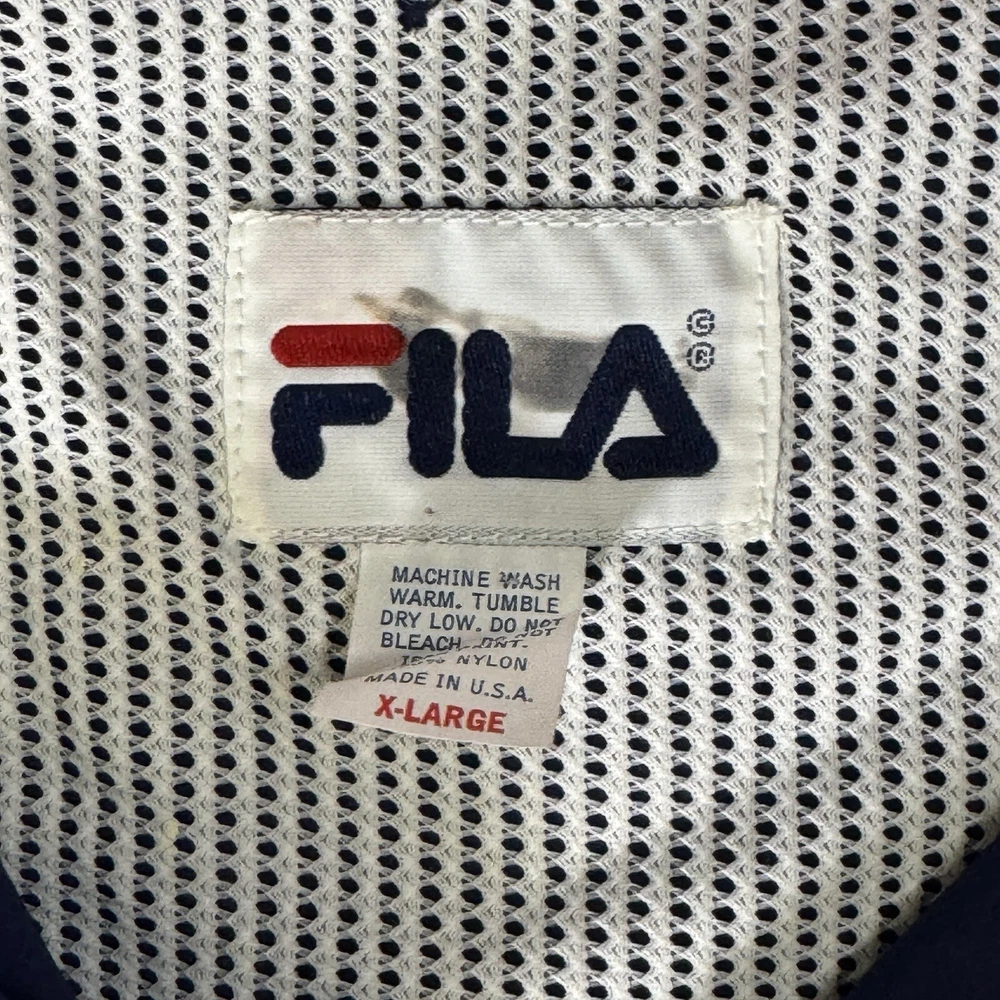 FILA
© ®
MACHINE WASH
WARM. TUMBLE
DRY LOW. DO NOT
BLEACH
NYLON
MADE IN U.S.A.
X-LARGE